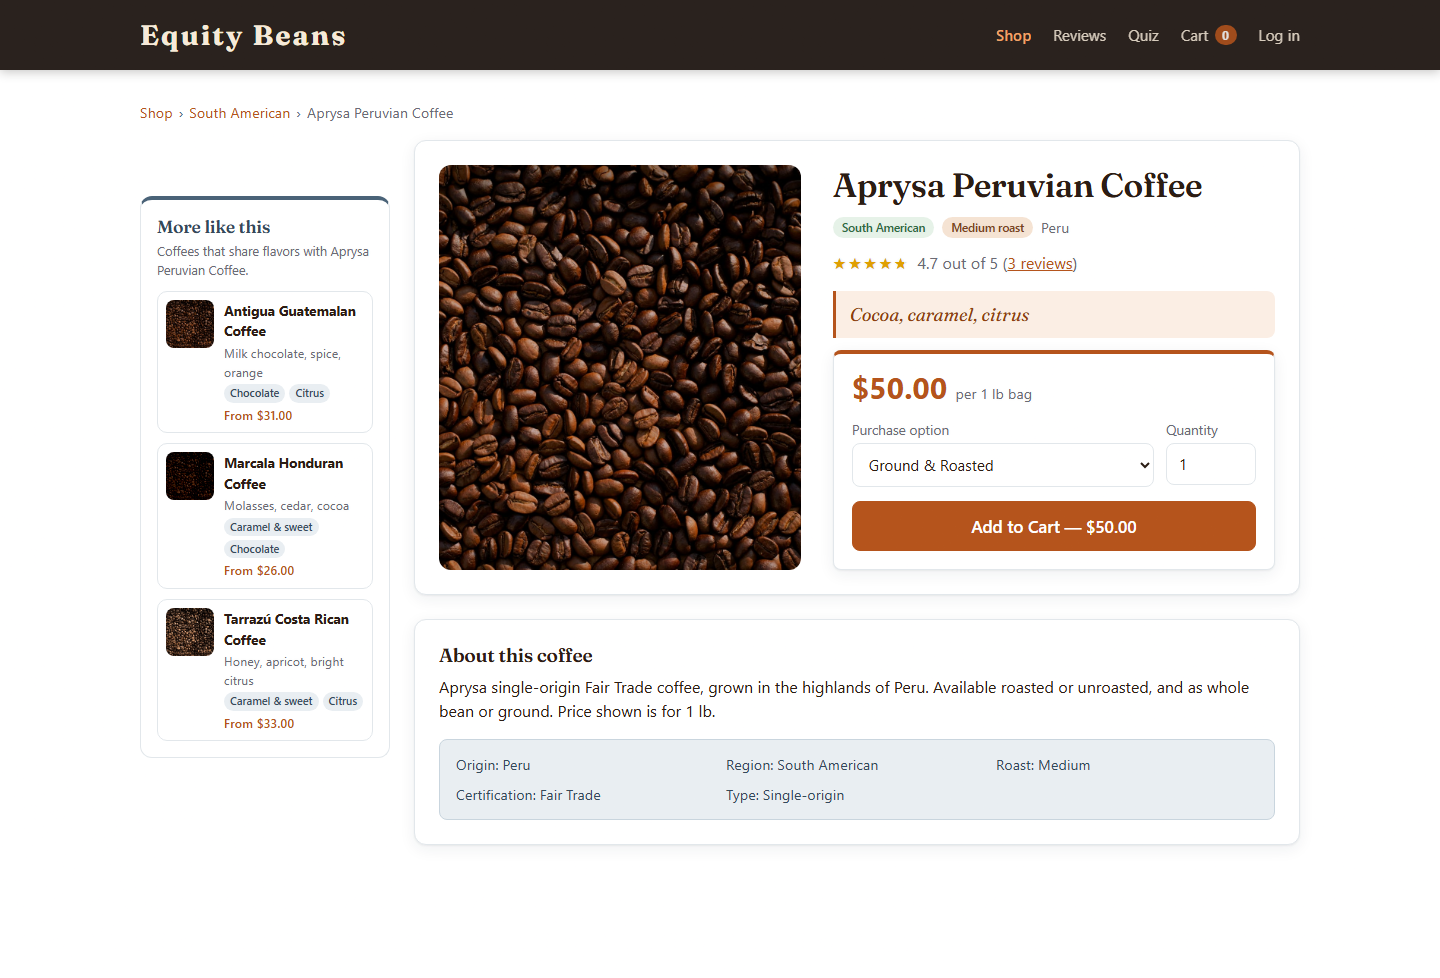 Equity Beans
Shop Reviews Quiz Cart 0 Log in
Shop › South American › Aprysa Peruvian Coffee
More like this
Coffees that share flavors with Aprysa
Peruvian Coffee.
Antigua Guatemalan
Coffee
Milk chocolate, spice,
orange
Chocolate Citrus
From $31.00
Marcala Honduran
Coffee
Molasses, cedar, cocoa
Caramel & sweet
Chocolate
From $26.00
Tarrazú Costa Rican
Coffee
Honey, apricot, bright
citrus
Caramel & sweet Citrus
From $33.00
Aprysa Peruvian Coffee
South American Medium roast Peru
4.7 out of 5 (3 reviews)
Cocoa, caramel, citrus
$50.00 per 1 lb bag
Purchase option Quantity
Ground & Roasted 1
Add to Cart — $50.00
About this coffee
Aprysa single-origin Fair Trade coffee, grown in the highlands of Peru. Available roasted or unroasted, and as whole
bean or ground. Price shown is for 1 lb.
Origin: Peru Region: South American Roast: Medium
Certification: Fair Trade Type: Single-origin